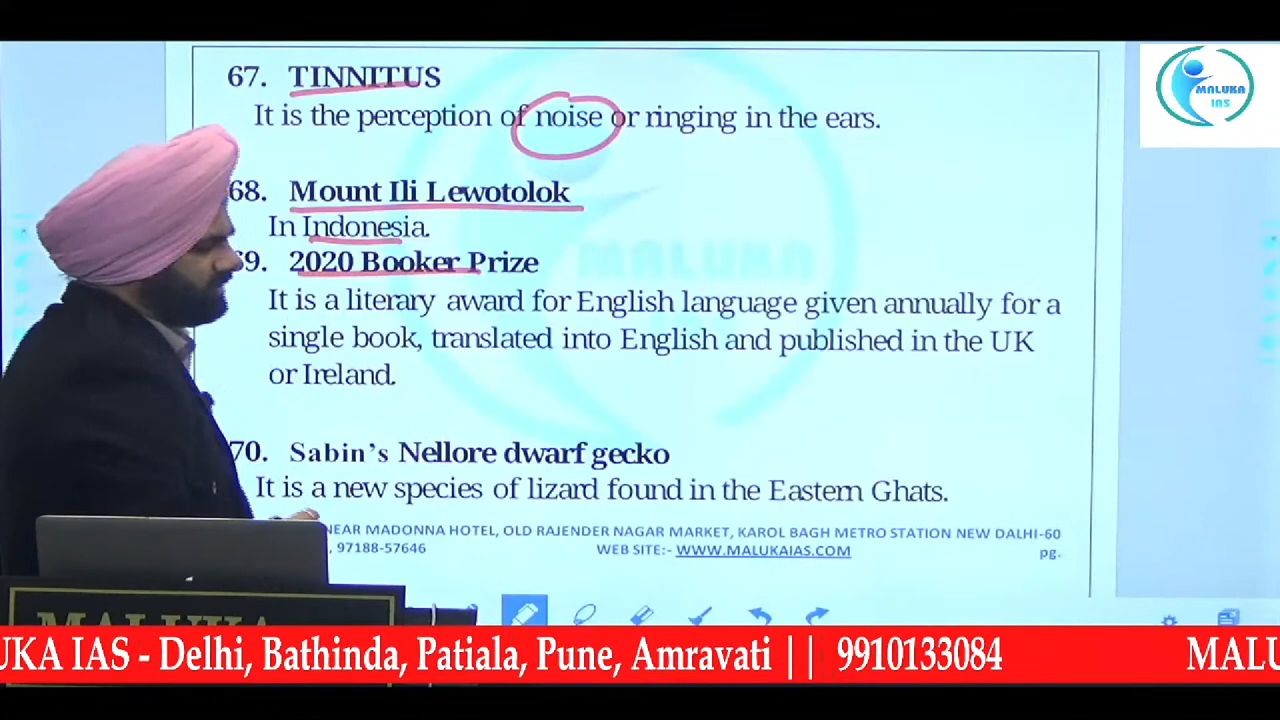 67. TINNITUS
It is the perception of noise or ringing in the ears.
MALUKA
IAS
68. Mount Ili Lewotolok
In Indonesia.
69. 2020 Booker Prize
MALUKA
It is a literary award for English language given annually for a
single book, translated into English and published in the UK
or Ireland.
70. Sabin's Nellore dwarf gecko
It is a new species of lizard found in the Eastern Ghats.
NEAR MADONNA HOTEL, OLD RAJENDER NAGAR MARKET, KAROL BAGH METRO STATION NEW DELHI-60
, 97188-57646 WEB SITE:- WWW.MALUKAIAS.COM pg.
MALUKA
UKA IAS - Delhi, Bathinda, Patiala, Pune, Amravati || 9910133084 MALU